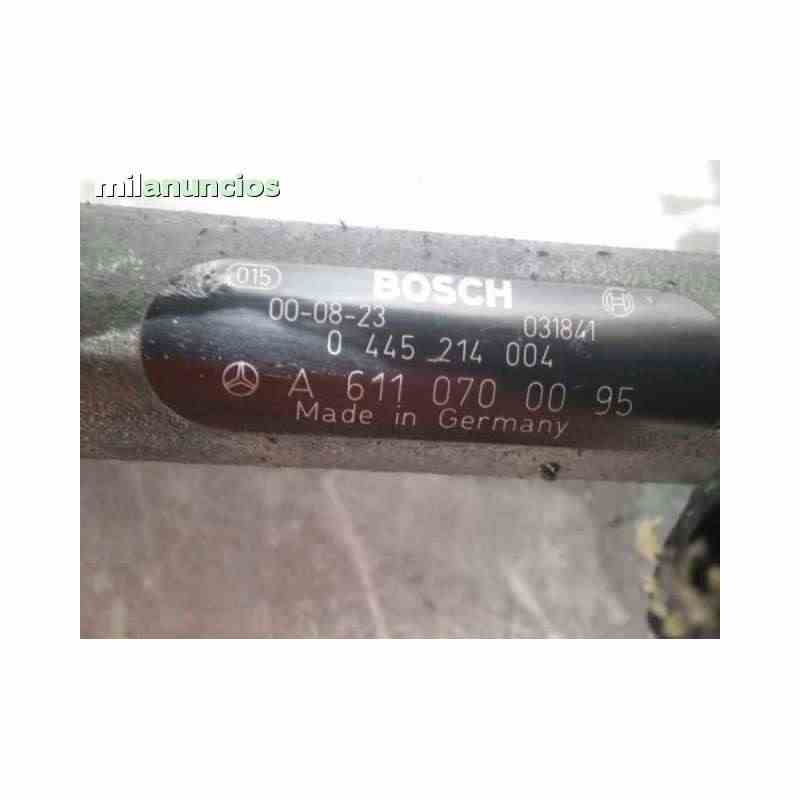 milanuncios
015 BOSCH
00-08-23 031841
0 445 214 004
A 611 070 00 95
Made in Germany